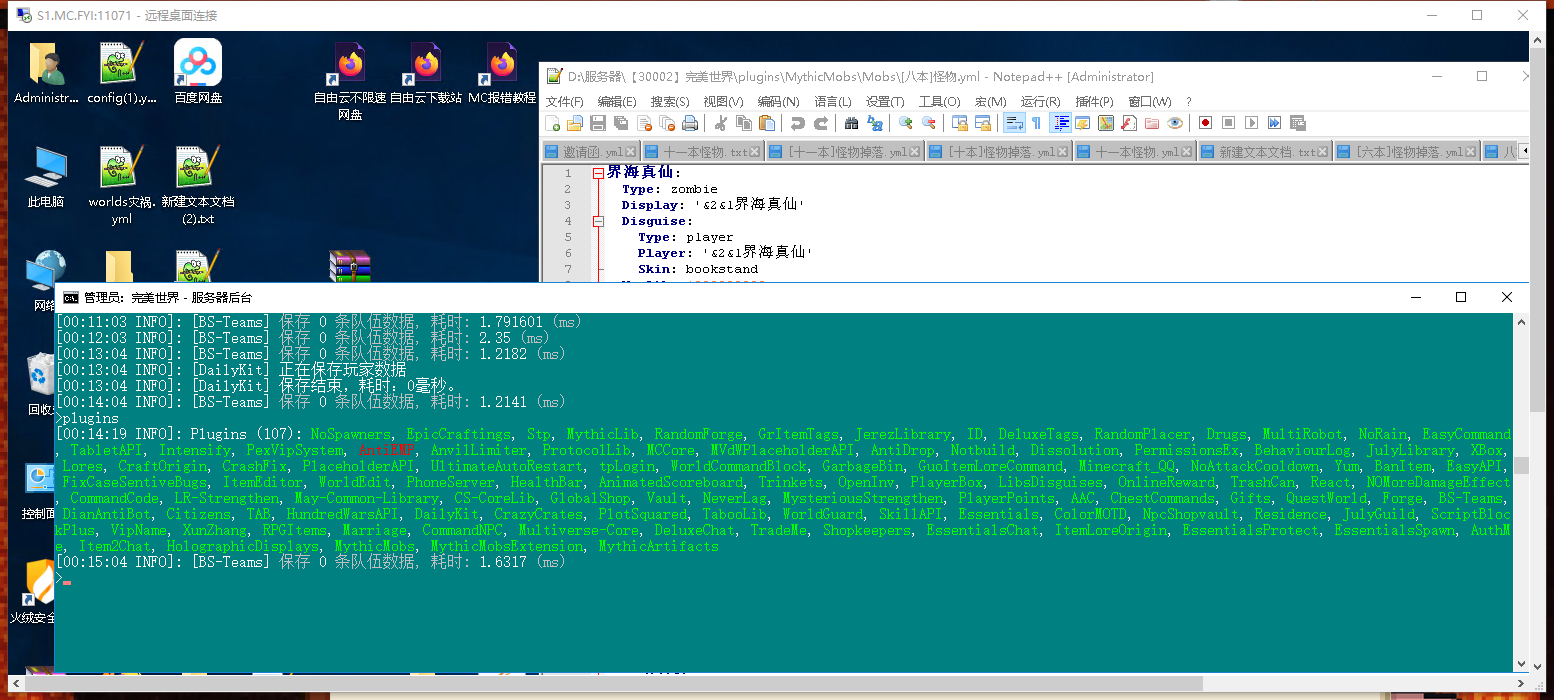 S1.MC.FYI:11071 - 远程桌面连接
Administr...
config(1).y...
百度网盘
自由云不限速网盘
自由云下载站
MC报错教程
此电脑
worlds灾祸.yml
新建文本文档 (2).txt
网络
回收
控制面
火绒安全
D:\服务器\【30002】完美世界\plugins\MythicMobs\Mobs\[八本]怪物.yml - Notepad++ [Administrator]
文件(F) 编辑(E) 搜索(S) 视图(V) 编码(N) 语言(L) 设置(T) 工具(O) 宏(M) 运行(R) 插件(P) 窗口(W) ?
邀请函.yml 十一本怪物.txt [十一本]怪物掉落.yml [十本]怪物掉落.yml 十一本怪物.yml 新建文本文档.txt [六本]怪物掉落.yml 八
1 界海真仙:
2 Type: zombie
3 Display: '&2&l界海真仙'
4 Disguise:
5 Type: player
6 Player: '&2&l界海真仙'
7 Skin: bookstand
管理员: 完美世界 - 服务器后台
[00:11:03 INFO]: [BS-Teams] 保存 0 条队伍数据, 耗时: 1.791601 (ms)
[00:12:03 INFO]: [BS-Teams] 保存 0 条队伍数据, 耗时: 2.35 (ms)
[00:13:04 INFO]: [BS-Teams] 保存 0 条队伍数据, 耗时: 1.2182 (ms)
[00:13:04 INFO]: [DailyKit] 正在保存玩家数据
[00:13:04 INFO]: [DailyKit] 保存结束, 耗时: 0毫秒。
[00:14:04 INFO]: [BS-Teams] 保存 0 条队伍数据, 耗时: 1.2141 (ms)
>plugins
[00:14:19 INFO]: Plugins (107): NoSpawners, EpicCraftings, Stp, MythicLib, RandomForge, GrItemTags, JerezLibrary, ID, DeluxeTags, RandomPlacer, Drugs, MultiRobot, NoRain, EasyCommand
, TabletAPI, Intensify, PexVipSystem, AntiEMF, AnvilLimiter, ProtocolLib, MCCore, MVdWPlaceholderAPI, AntiDrop, Notbuild, Dissolution, PermissionsEx, BehaviourLog, JulyLibrary, XBox,
Lores, CraftOrigin, CrashFix, PlaceholderAPI, UltimateAutoRestart, tpLogin, WorldCommandBlock, GarbageBin, GuoItemLoreCommand, Minecraft_QQ, NoAttackCooldown, Yum, BanItem, EasyAPI,
FixCaseSentiveBugs, ItemEditor, WorldEdit, PhoneServer, HealthBar, AnimatedScoreboard, Trinkets, OpenInv, PlayerBox, LibsDisguises, OnlineReward, TrashCan, React, NOMoreDamageEffect
, CommandCode, LR-Strengthen, May-Common-Library, CS-CoreLib, GlobalShop, Vault, NeverLag, MysteriousStrengthen, PlayerPoints, AAC, ChestCommands, Gifts, QuestWorld, Forge, BS-Teams,
DianAntiBot, Citizens, TAB, HundredWarsAPI, DailyKit, CrazyCrates, PlotSquared, TabooLib, WorldGuard, SkillAPI, Essentials, ColorMOTD, NpcShopvault, Residence, JulyGuild, ScriptBloc
kPlus, VipName, XunZhang, RPGItems, Marriage, CommandNPC, Multiverse-Core, DeluxeChat, TradeMe, Shopkeepers, EssentialsChat, ItemLoreOrigin, EssentialsProtect, EssentialsSpawn, AuthM
e, Item2Chat, HolographicDisplays, MythicMobs, MythicMobsExtension, MythicArtifacts
[00:15:04 INFO]: [BS-Teams] 保存 0 条队伍数据, 耗时: 1.6317 (ms)
>